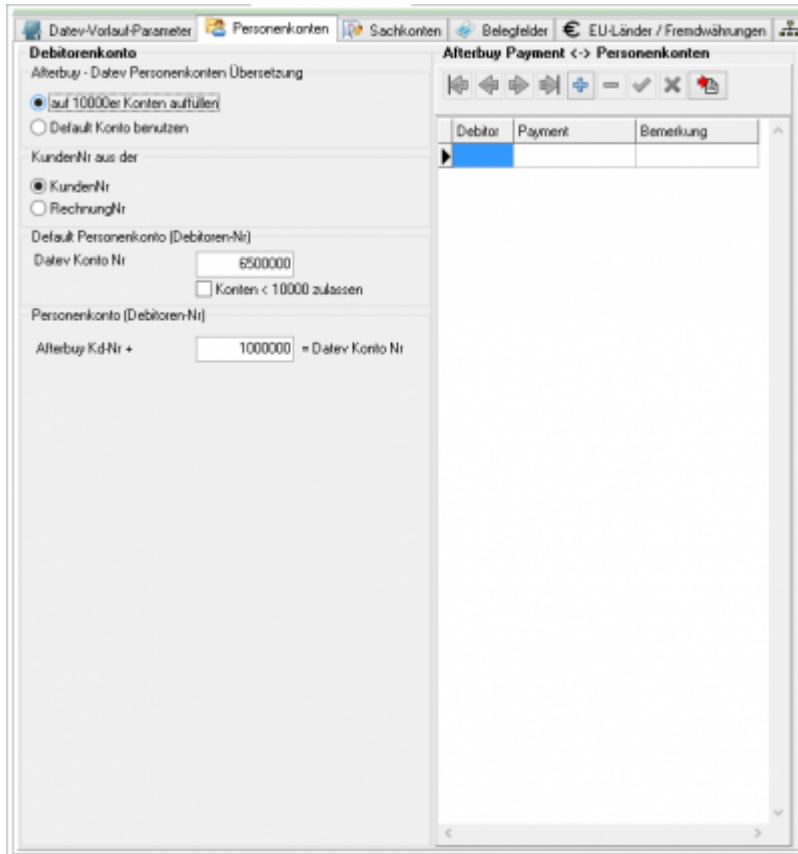 Datev-Vorlauf-Parameter Personenkonten Sachkonten Belegfelder EU-Länder / Fremdwährungen
Debitorenkonto
Afterbuy - Datev Personenkonten Übersetzung
auf 10000er Konten auffüllen
Default Konto benutzen
KundenNr aus der
KundenNr
RechnungNr
Default Personenkonto (Debitoren-Nr)
Datev Konto Nr 6500000
Konten < 10000 zulassen
Personenkonto (Debitoren-Nr)
Afterbuy Kd-Nr + 1000000 = Datev Konto Nr
Afterbuy Payment <-> Personenkonten
Debitor Payment Bemerkung